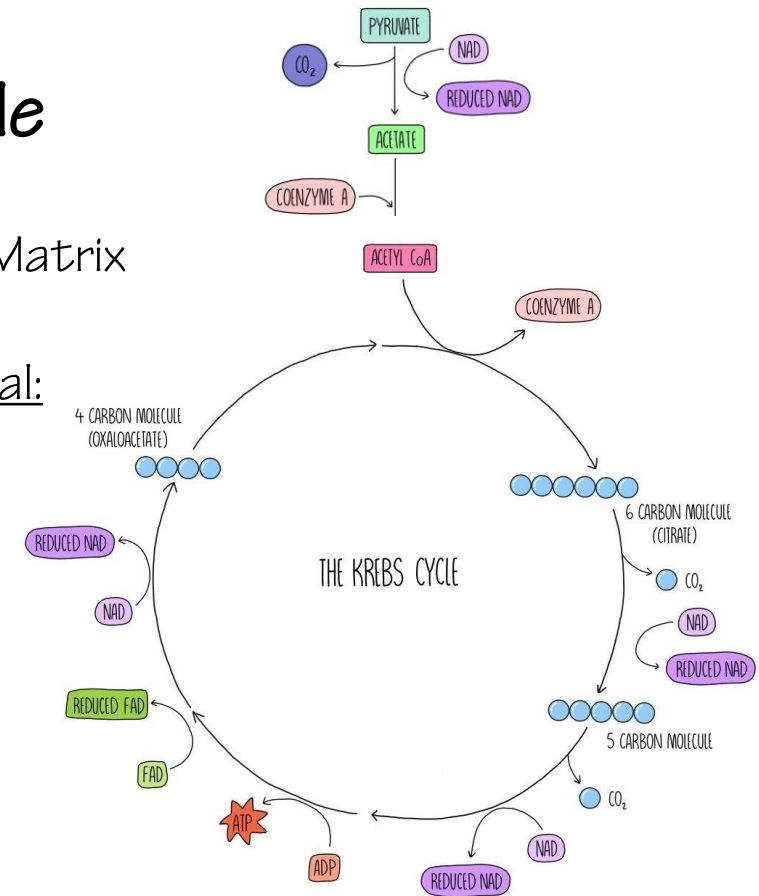 le
Matrix
al:
PYRUVATE
CO₂
NAD
REDUCED NAD
ACETATE
COENZYME A
ACETYL CoA
COENZYME A
4 CARBON MOLECULE
(OXALOACETATE)
6 CARBON MOLECULE
(CITRATE)
CO₂
REDUCED NAD
NAD
THE KREBS CYCLE
NAD
REDUCED NAD
REDUCED FAD
FAD
5 CARBON MOLECULE
CO₂
ATP
ADP
NAD
REDUCED NAD